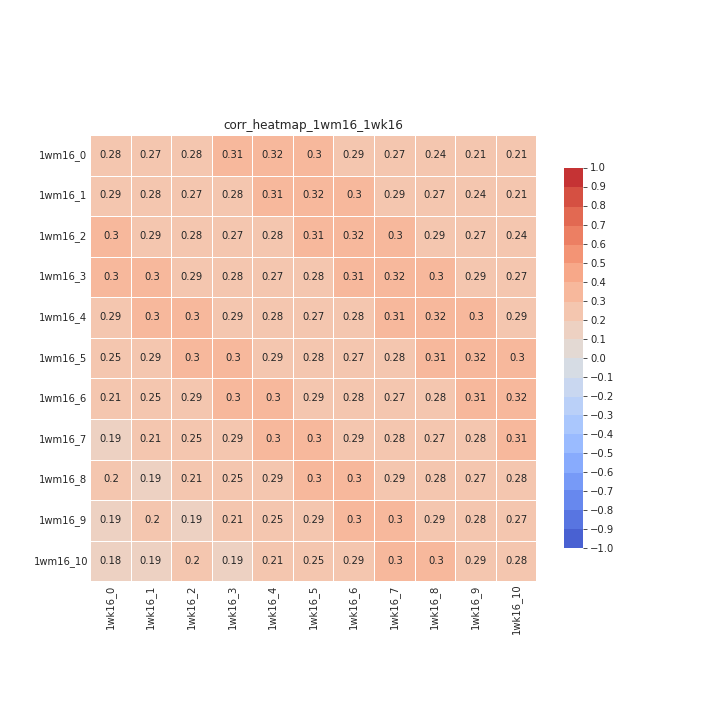 corr_heatmap_1wm16_1wk16
1wm16_0 0.28 0.27 0.28 0.31 0.32 0.3 0.29 0.27 0.24 0.21 0.21
1wm16_1 0.29 0.28 0.27 0.28 0.31 0.32 0.3 0.29 0.27 0.24 0.21
1wm16_2 0.3 0.29 0.28 0.27 0.28 0.31 0.32 0.3 0.29 0.27 0.24
1wm16_3 0.3 0.3 0.29 0.28 0.27 0.28 0.31 0.32 0.3 0.29 0.27
1wm16_4 0.29 0.3 0.3 0.29 0.28 0.27 0.28 0.31 0.32 0.3 0.29
1wm16_5 0.25 0.29 0.3 0.3 0.29 0.28 0.27 0.28 0.31 0.32 0.3
1wm16_6 0.21 0.25 0.29 0.3 0.3 0.29 0.28 0.27 0.28 0.31 0.32
1wm16_7 0.19 0.21 0.25 0.29 0.3 0.3 0.29 0.28 0.27 0.28 0.31
1wm16_8 0.2 0.19 0.21 0.25 0.29 0.3 0.3 0.29 0.28 0.27 0.28
1wm16_9 0.19 0.2 0.19 0.21 0.25 0.29 0.3 0.3 0.29 0.28 0.27
1wm16_10 0.18 0.19 0.2 0.19 0.21 0.25 0.29 0.3 0.3 0.29 0.28
1wk16_0 1wk16_1 1wk16_2 1wk16_3 1wk16_4 1wk16_5 1wk16_6 1wk16_7 1wk16_8 1wk16_9 1wk16_10
1.0
0.9
0.8
0.7
0.6
0.5
0.4
0.3
0.2
0.1
0.0
−0.1
−0.2
−0.3
−0.4
−0.5
−0.6
−0.7
−0.8
−0.9
−1.0